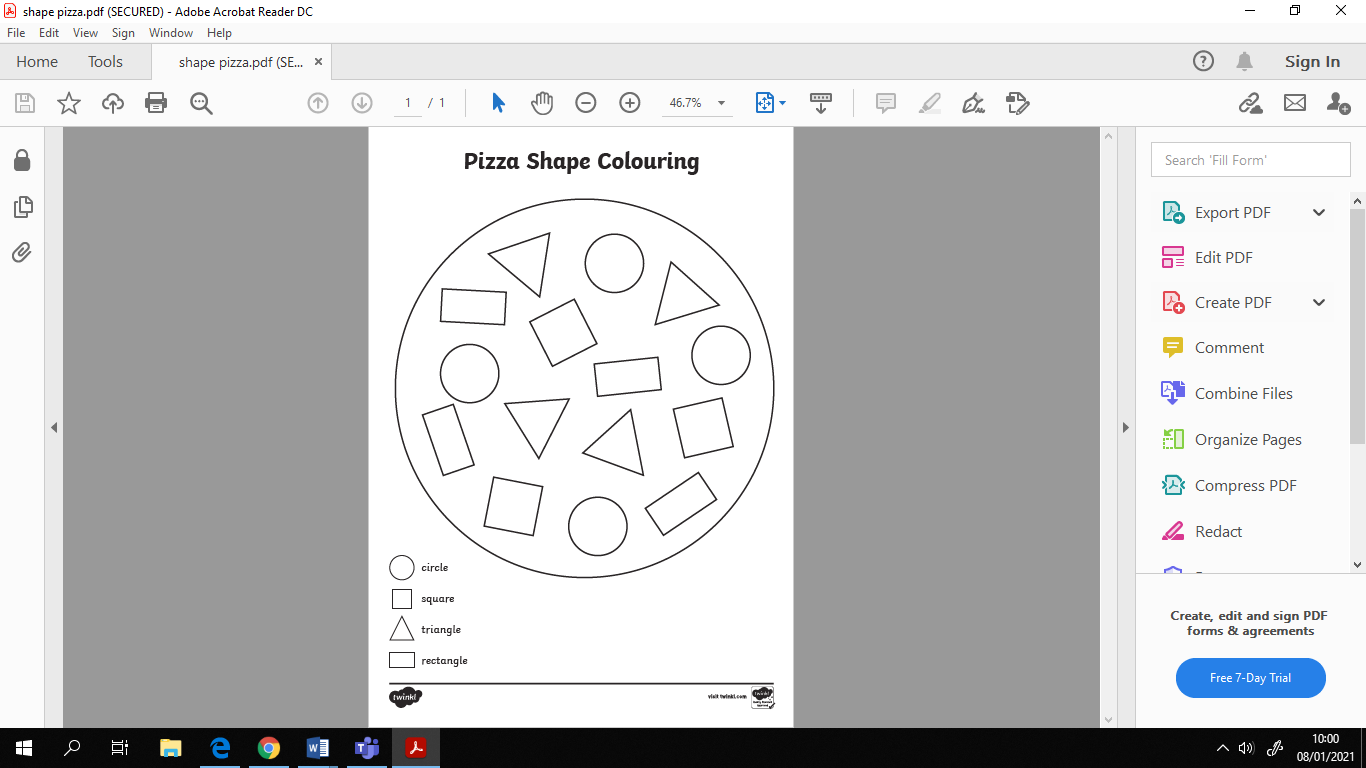 shape pizza.pdf (SECURED) - Adobe Acrobat Reader DC
File Edit View Sign Window Help
Home Tools shape pizza.pdf (SE... × ? Sign In
1 / 1 46.7%
Pizza Shape Colouring
circle
square
triangle
rectangle
twinkl visit twinkl.com twinkl
Search 'Fill Form'
Export PDF
Edit PDF
Create PDF
Comment
Combine Files
Organize Pages
Compress PDF
Redact
Create, edit and sign PDF
forms & agreements
Free 7-Day Trial
10:00
08/01/2021